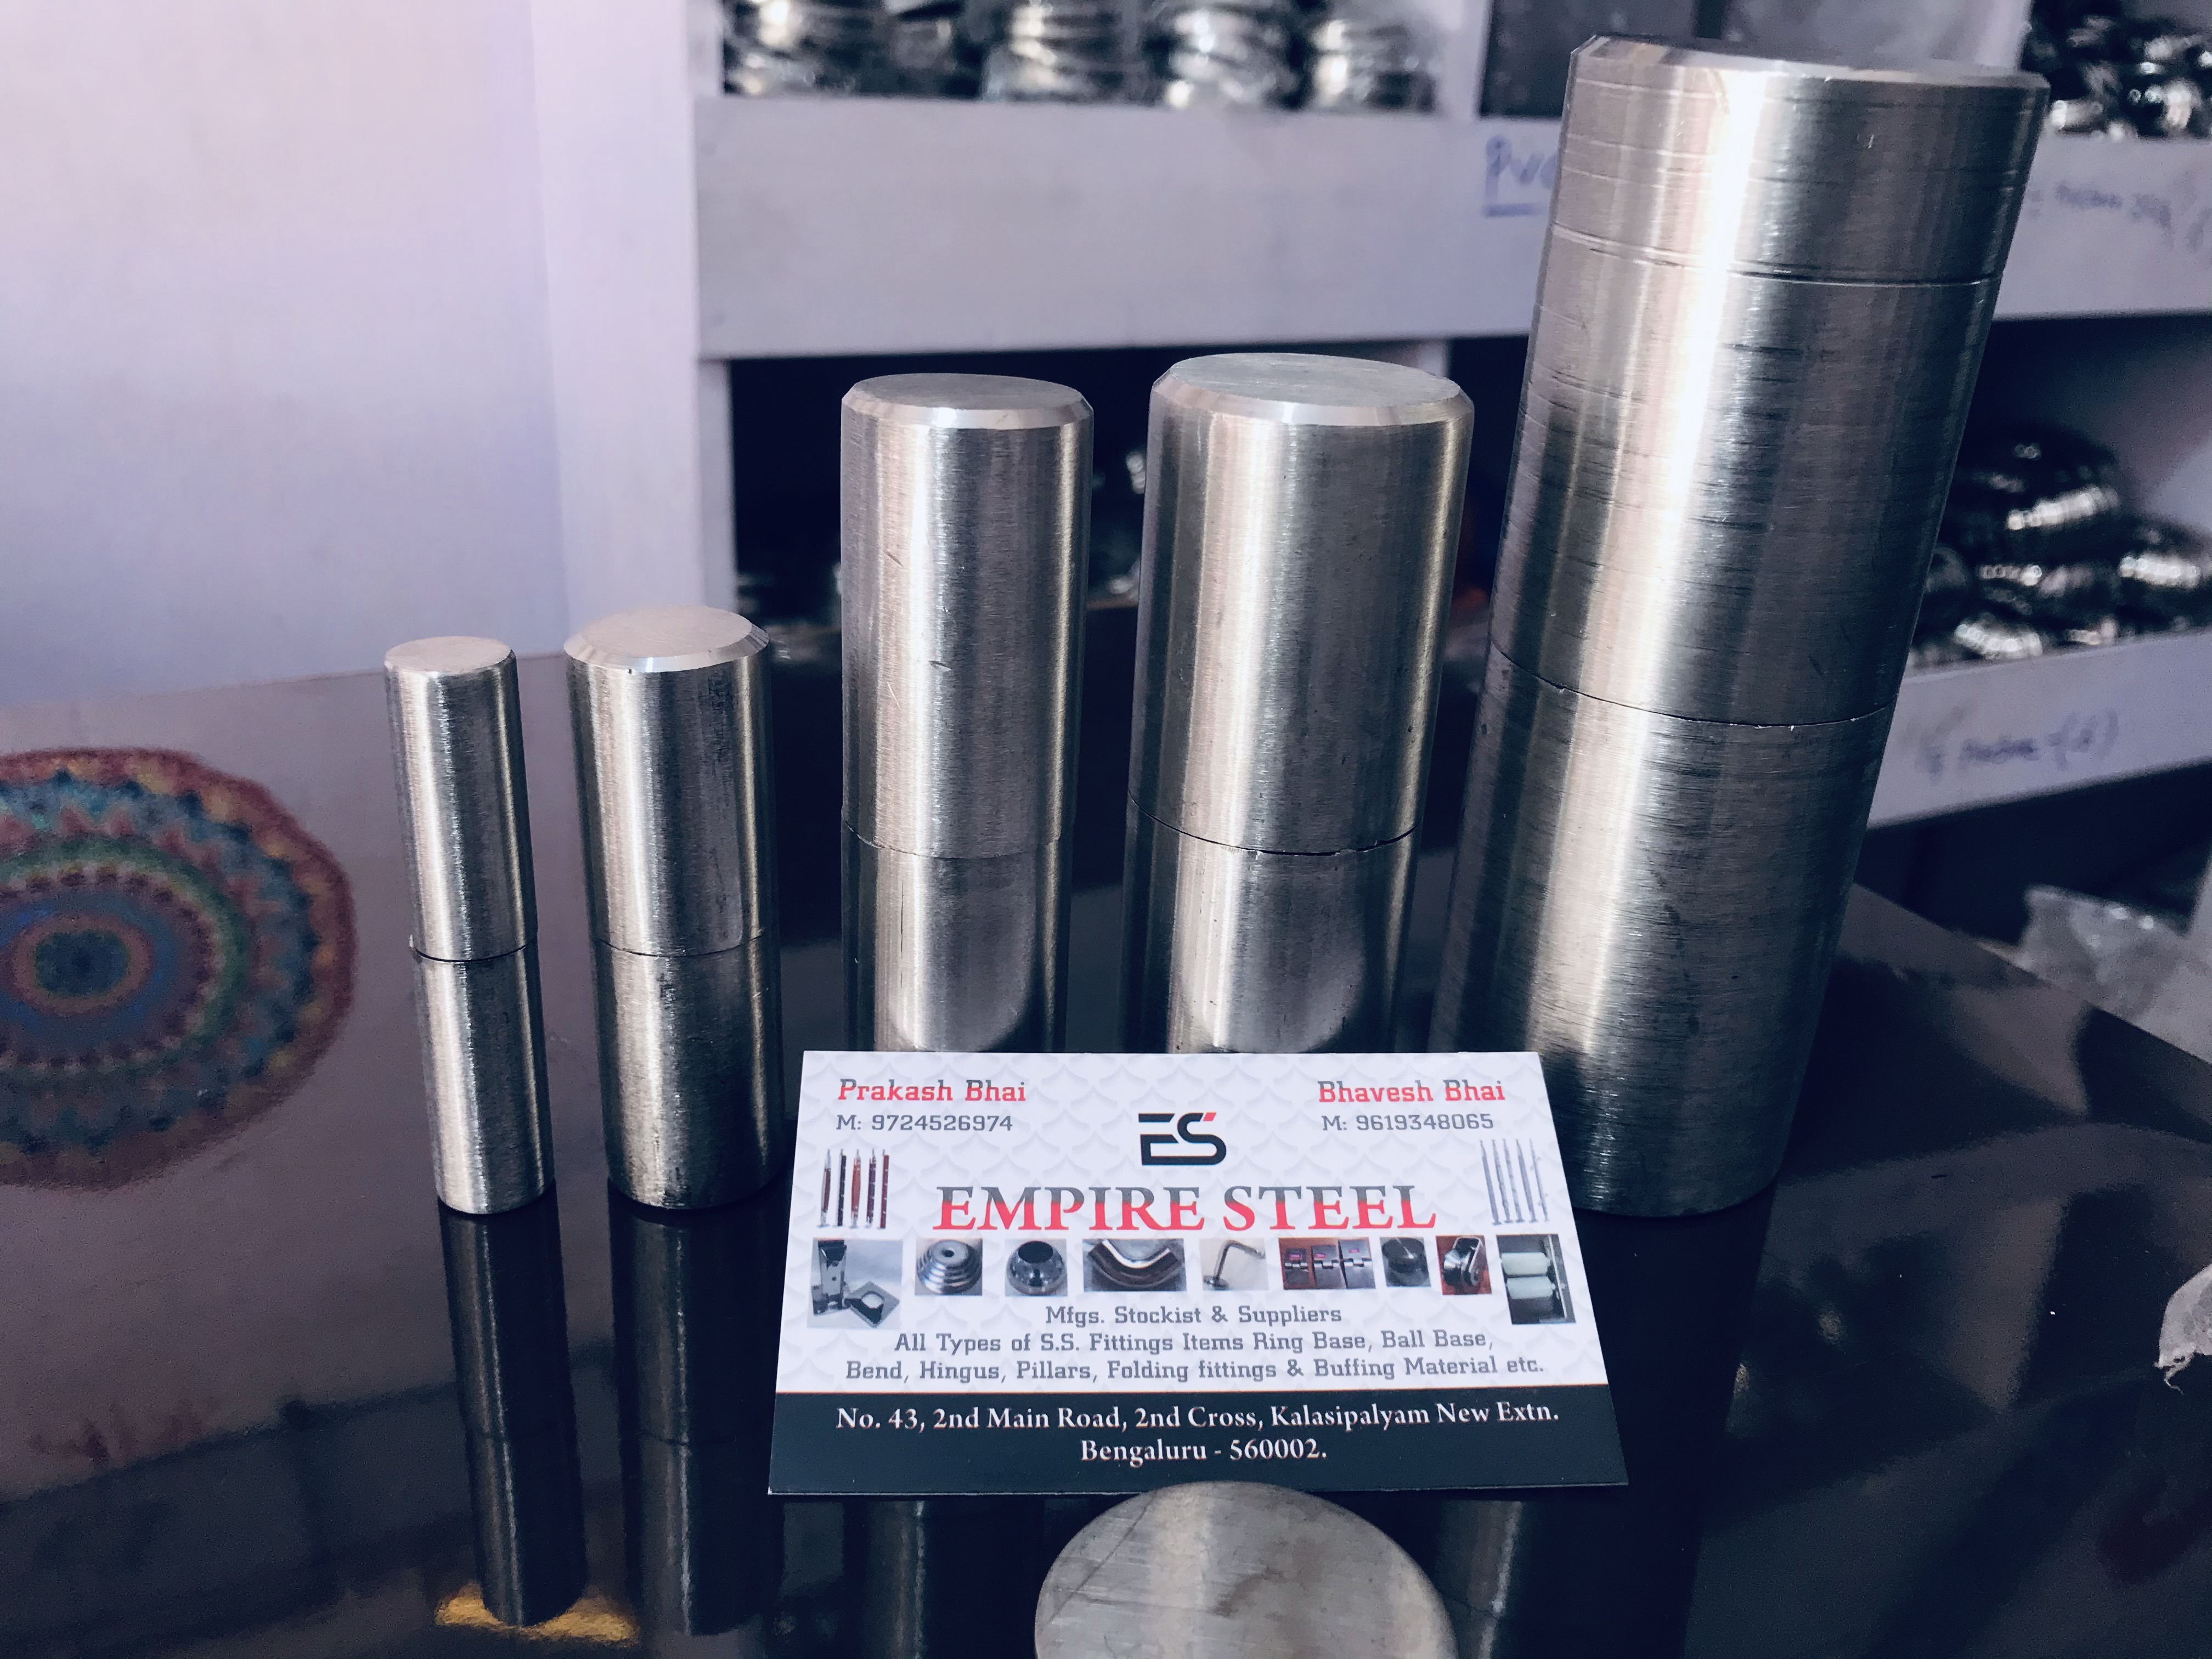 Prakash Bhai
M: 9724526974
Bhavesh Bhai
M: 9619348065
ES
EMPIRE STEEL
Mfgs. Stockist & Suppliers
All Types of S.S. Fittings Items Ring Base, Ball Base,
Bend, Hingus, Pillars, Folding fittings & Buffing Material etc.
No. 43, 2nd Main Road, 2nd Cross, Kalasipalyam New Extn.
Bengaluru - 560002.